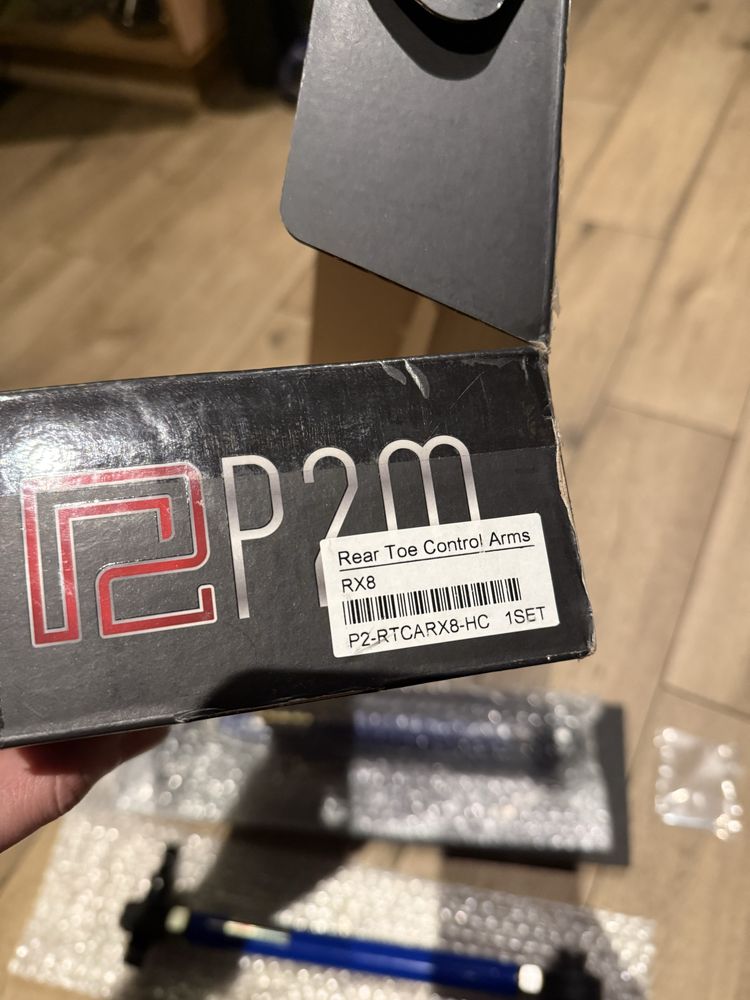 P2M
Rear Toe Control Arms
RX8
P2-RTCARX8-HC 1SET